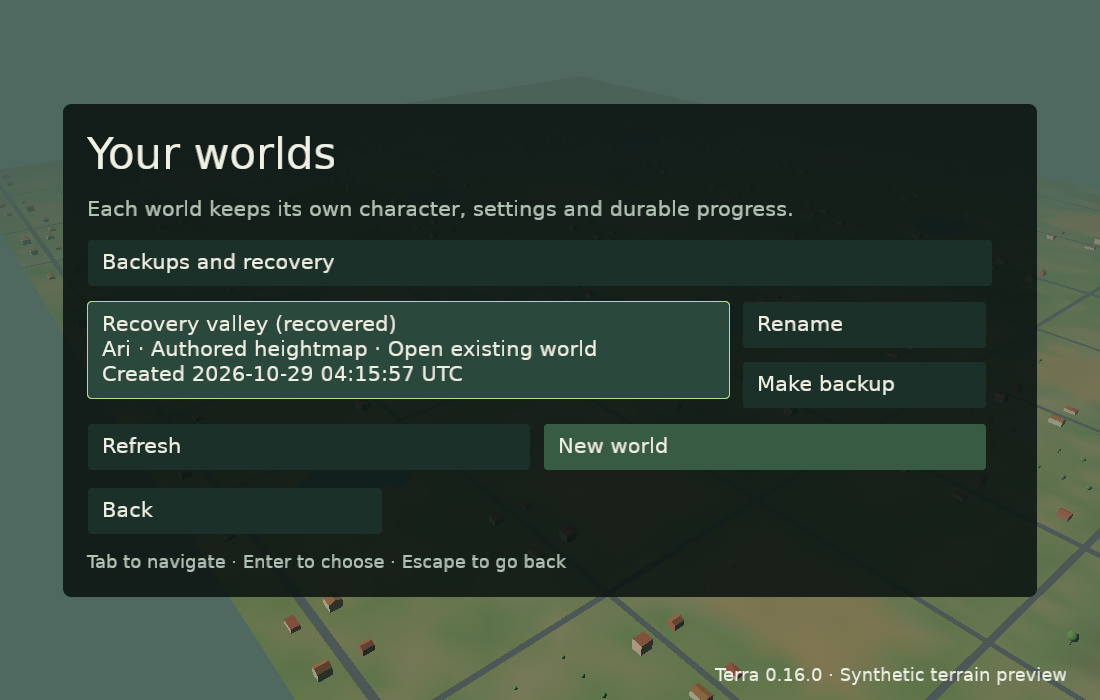 Your worlds
Each world keeps its own character, settings and durable progress.
Backups and recovery
Recovery valley (recovered)
Ari · Authored heightmap · Open existing world
Created 2026-10-29 04:15:57 UTC
Rename
Make backup
Refresh
New world
Back
Tab to navigate · Enter to choose · Escape to go back
Terra 0.16.0 · Synthetic terrain preview